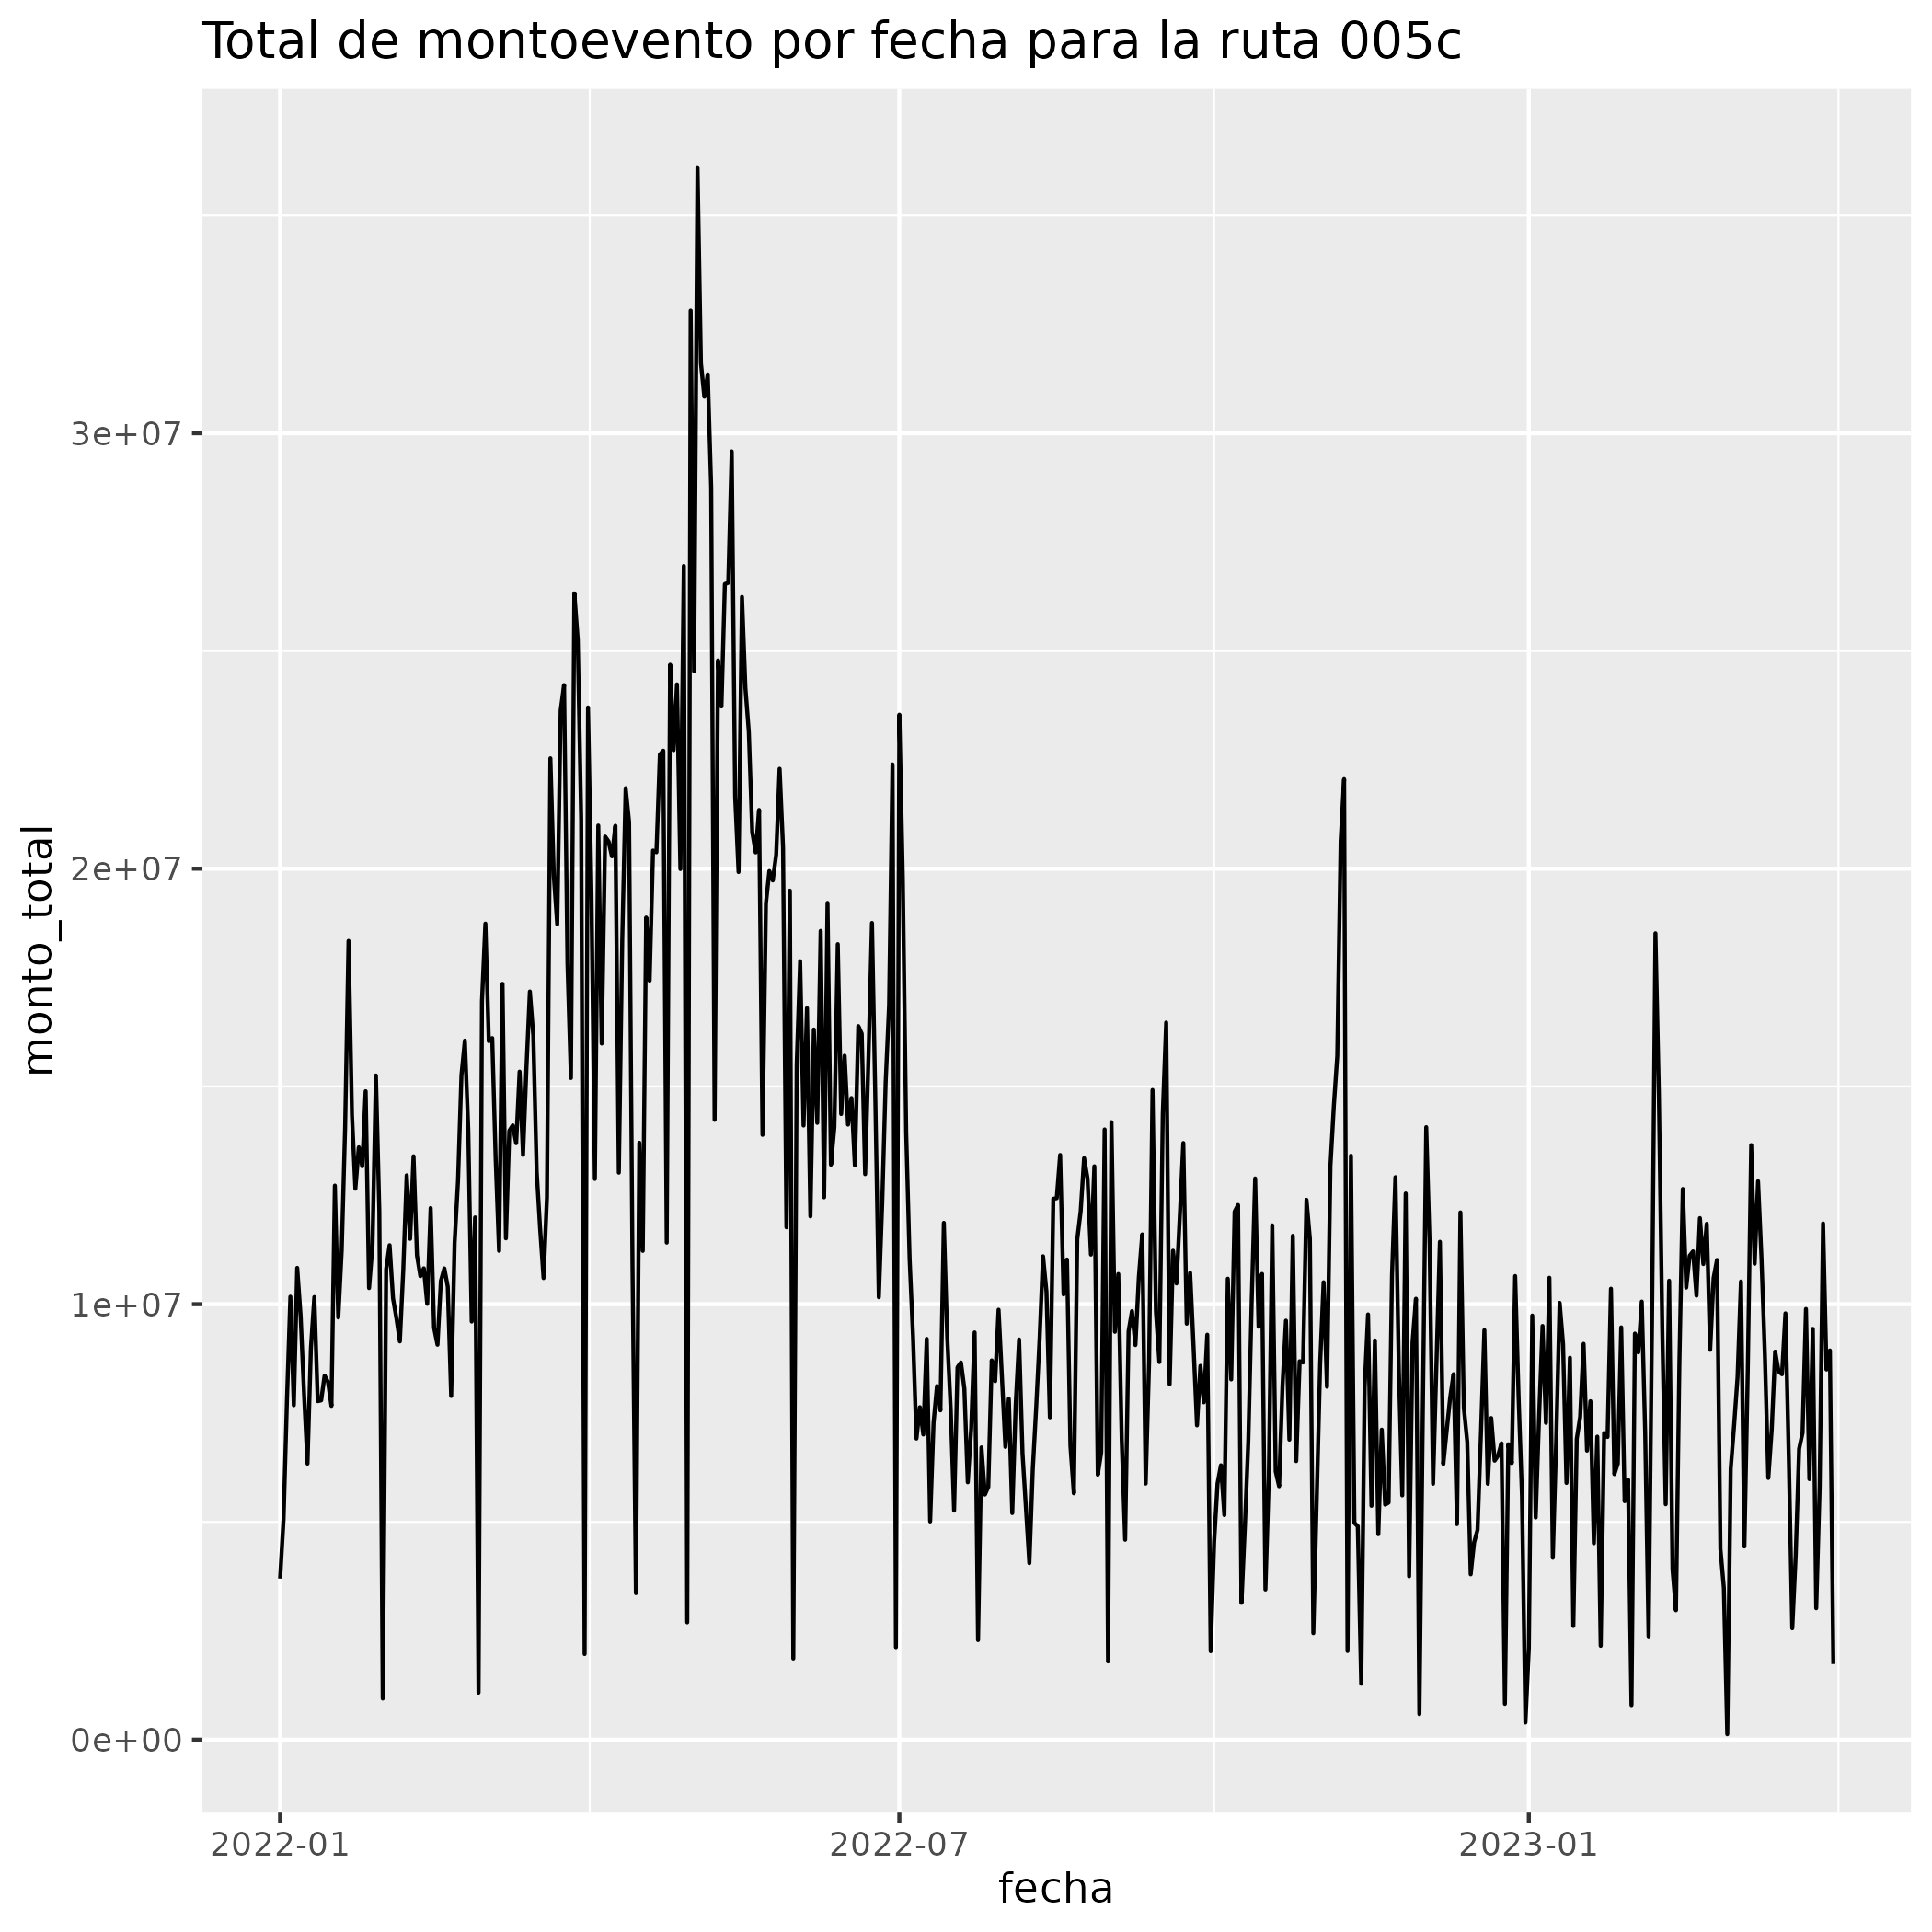 Total de montoevento por fecha para la ruta 005c
monto_total
3e+07
2e+07
1e+07
0e+00
2022-01
2022-07
2023-01
fecha